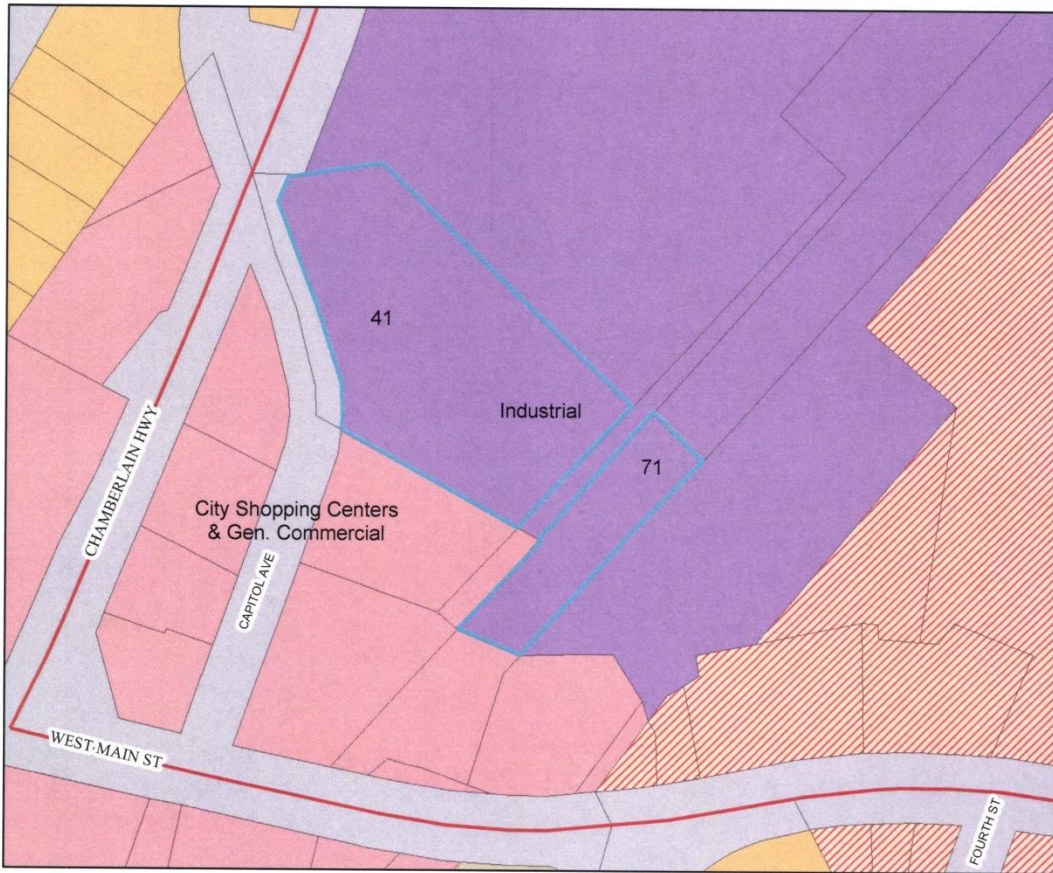 41
Industrial
71
City Shopping Centers
& Gen. Commercial
CHAMBERLAIN HWY
CAPITOL AVE
WEST MAIN ST
FOURTH ST